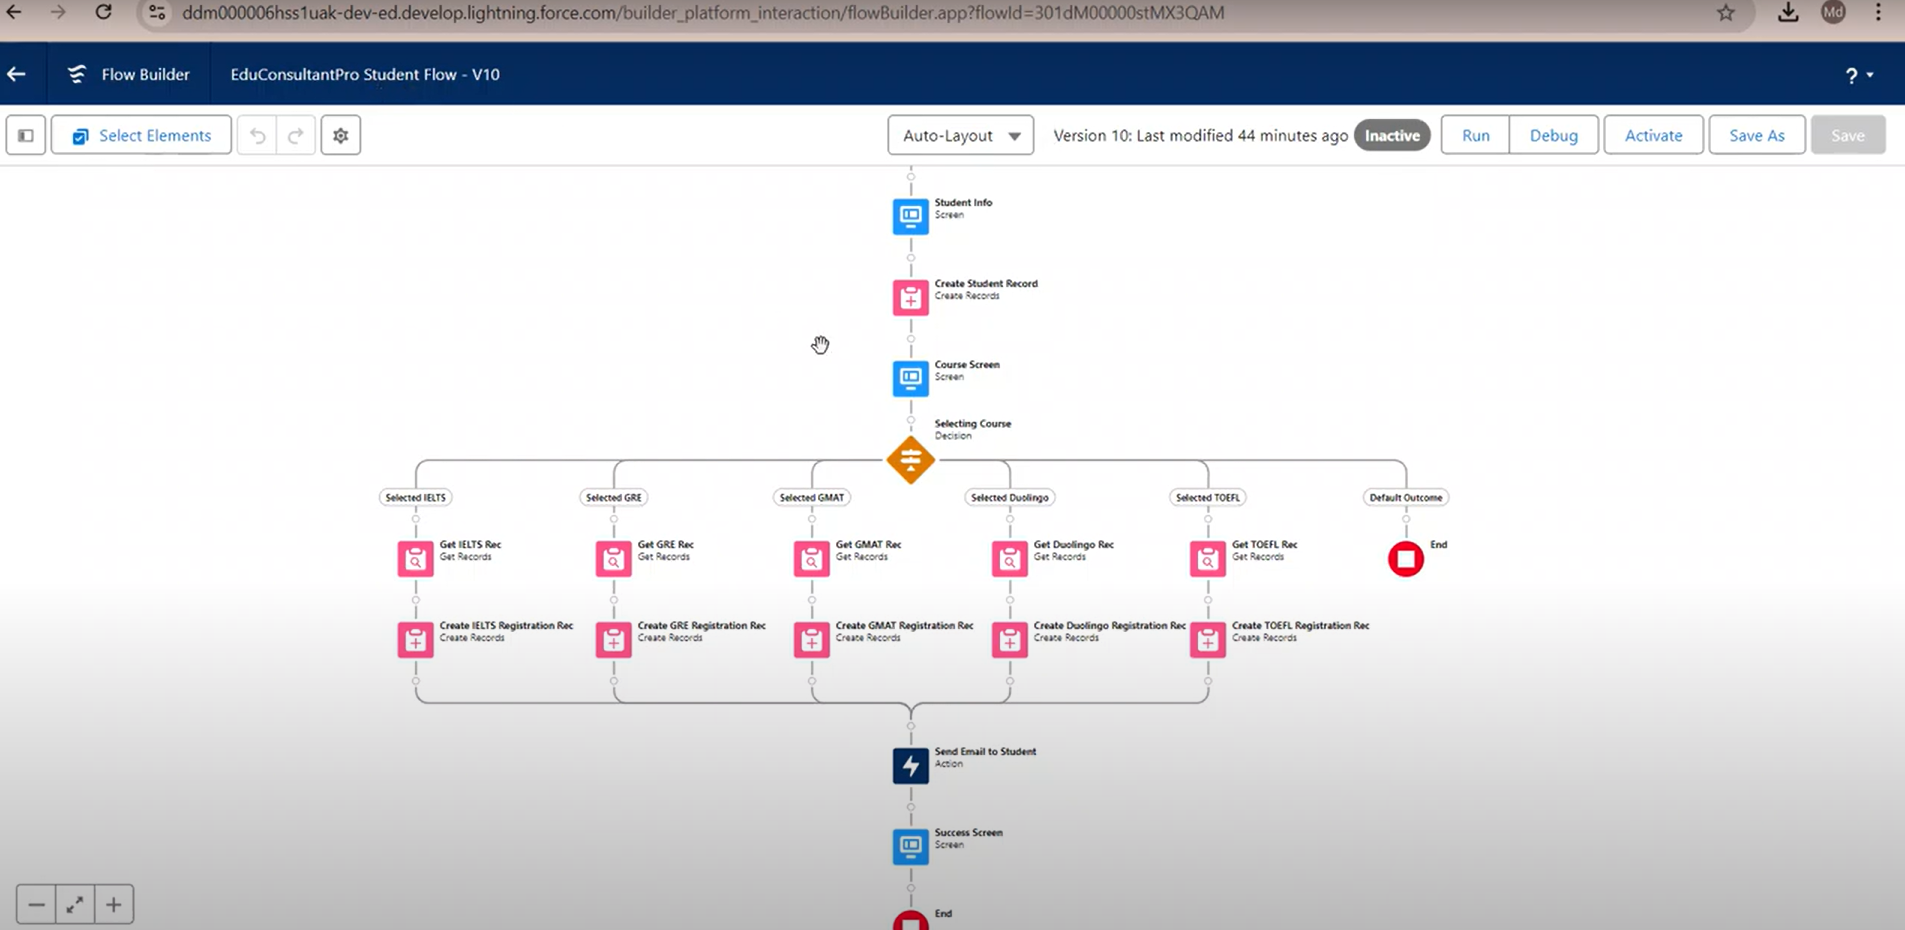 ddm000006hss1uak-dev-ed.develop.lightning.force.com/builder_platform_interaction/flowBuilder.app?flowId=301dM00000stMX3QAM
Md
Flow Builder
EduConsultantPro Student Flow - V10
?
Select Elements
Auto-Layout
Version 10: Last modified 44 minutes ago
Inactive
Run
Debug
Activate
Save As
Save
Student Info
Screen
Create Student Record
Create Records
Course Screen
Screen
Selecting Course
Decision
Selected IELTS
Selected GRE
Selected GMAT
Selected Duolingo
Selected TOEFL
Default Outcome
Get IELTS Rec
Get Records
Get GRE Rec
Get Records
Get GMAT Rec
Get Records
Get Duolingo Rec
Get Records
Get TOEFL Rec
Get Records
End
Create IELTS Registration Rec
Create Records
Create GRE Registration Rec
Create Records
Create GMAT Registration Rec
Create Records
Create Duolingo Registration Rec
Create Records
Create TOEFL Registration Rec
Create Records
Send Email to Student
Action
Success Screen
Screen
End